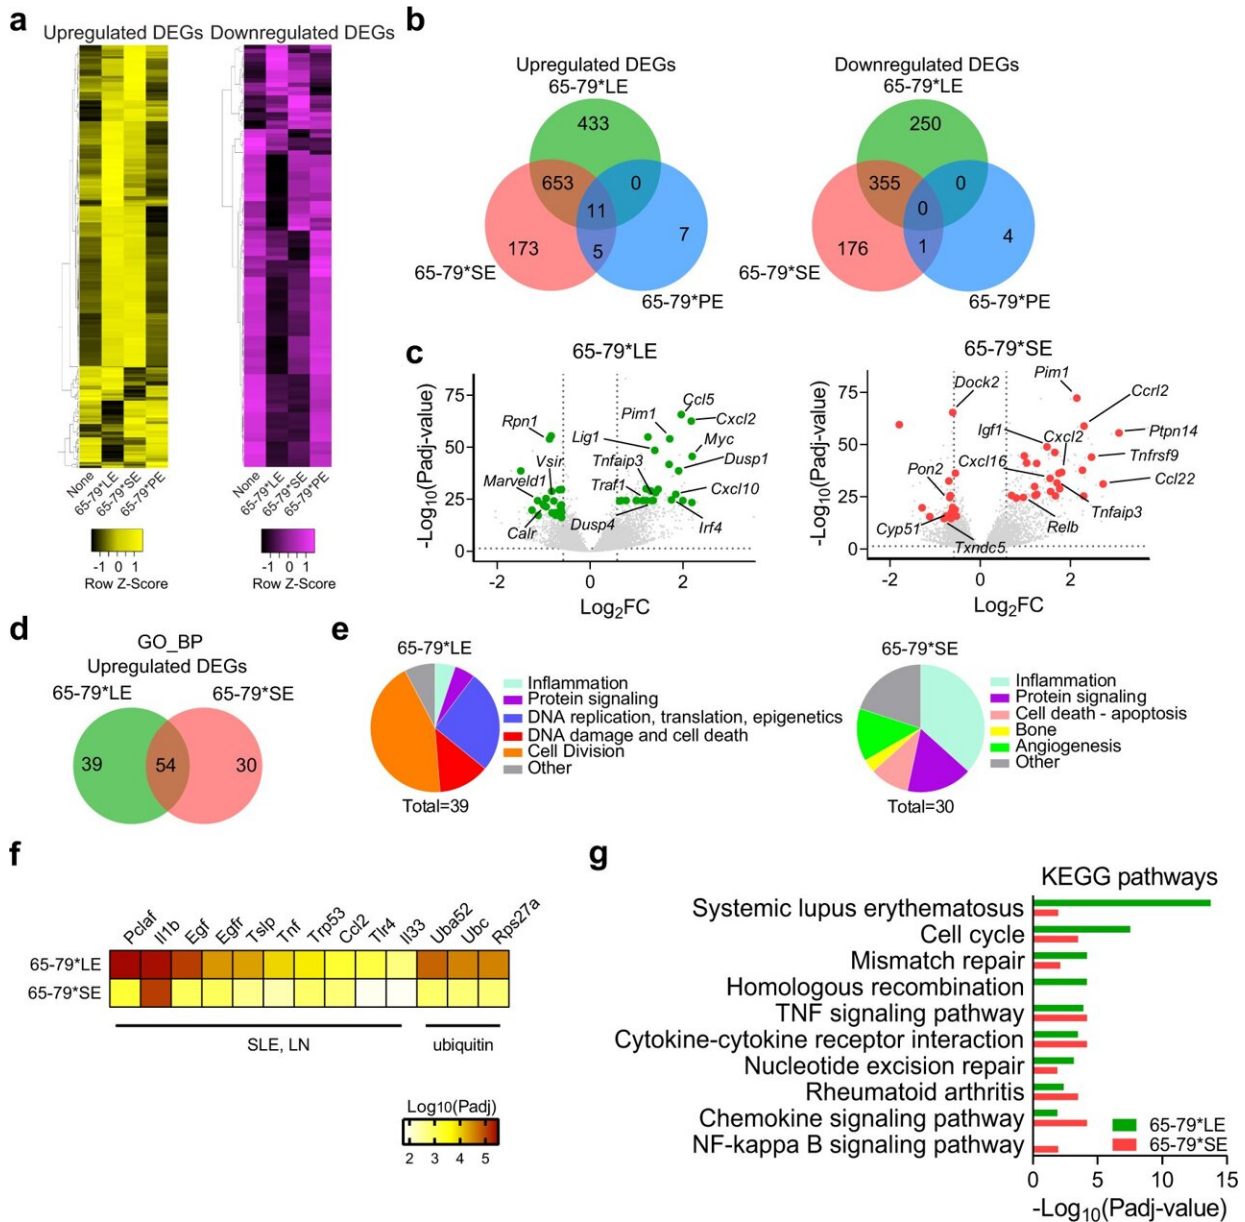 a
Upregulated DEGs
Downregulated DEGs
None
65-79*LE
65-79*SE
65-79*PE
None
65-79*LE
65-79*SE
65-79*PE
-1 0 1
Row Z-Score
-1 0 1
Row Z-Score
b
Upregulated DEGs
65-79*LE
433
653
0
11
173
5
7
65-79*SE
65-79*PE
Downregulated DEGs
65-79*LE
250
355
0
0
176
1
4
65-79*SE
65-79*PE
c
65-79*LE
-Log10(Padj-value)
75
50
25
0
-2
0
2
Log2FC
Rpn1
Vsir
Marveld1
Calr
Pim1
Lig1
Tnfaip3
Traf1
Dusp4
Ccl5
Cxcl2
Myc
Dusp1
Cxcl10
Irf4
65-79*SE
-Log10(Padj-value)
75
50
25
0
-2
0
2
Log2FC
Dock2
Pim1
Ccrl2
Igf1
Cxcl2
Ptpn14
Cxcl16
Tnfrsf9
Pon2
Ccl22
Tnfaip3
Relb
Cyp51
Txndc5
d
GO_BP
Upregulated DEGs
65-79*LE
65-79*SE
39
54
30
e
65-79*LE
Inflammation
Protein signaling
DNA replication, translation, epigenetics
DNA damage and cell death
Cell Division
Other
Total=39
65-79*SE
Inflammation
Protein signaling
Cell death - apoptosis
Bone
Angiogenesis
Other
Total=30
f
Pclaf
Il1b
Egf
Egfr
Tslp
Tnf
Trp53
Ccl2
Tlr4
Il33
Uba52
Ubc
Rps27a
65-79*LE
65-79*SE
SLE, LN
ubiquitin
Log10(Padj)
2 3 4 5
g
KEGG pathways
Systemic lupus erythematosus
Cell cycle
Mismatch repair
Homologous recombination
TNF signaling pathway
Cytokine-cytokine receptor interaction
Nucleotide excision repair
Rheumatoid arthritis
Chemokine signaling pathway
NF-kappa B signaling pathway
65-79*LE
65-79*SE
0 5 10 15
-Log10(Padj-value)